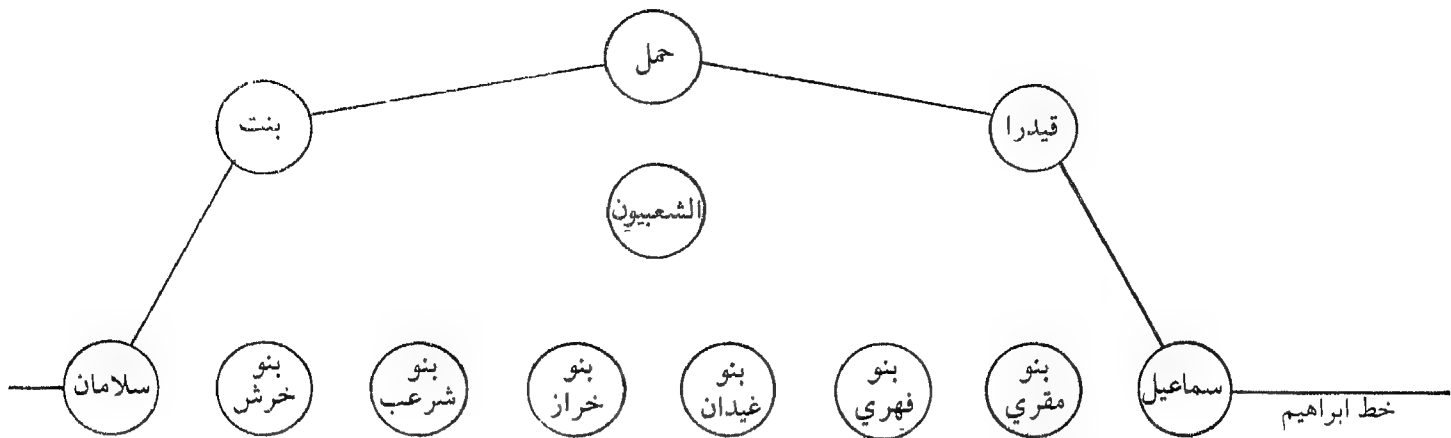 حمل
قيدرا
بنت
الشعبيون
سماعيل
بنو
مقري
بنو
فهري
بنو
غيدان
بنو
خراز
بنو
شرعب
بنو
خرش
سلامان
خط ابراهيم